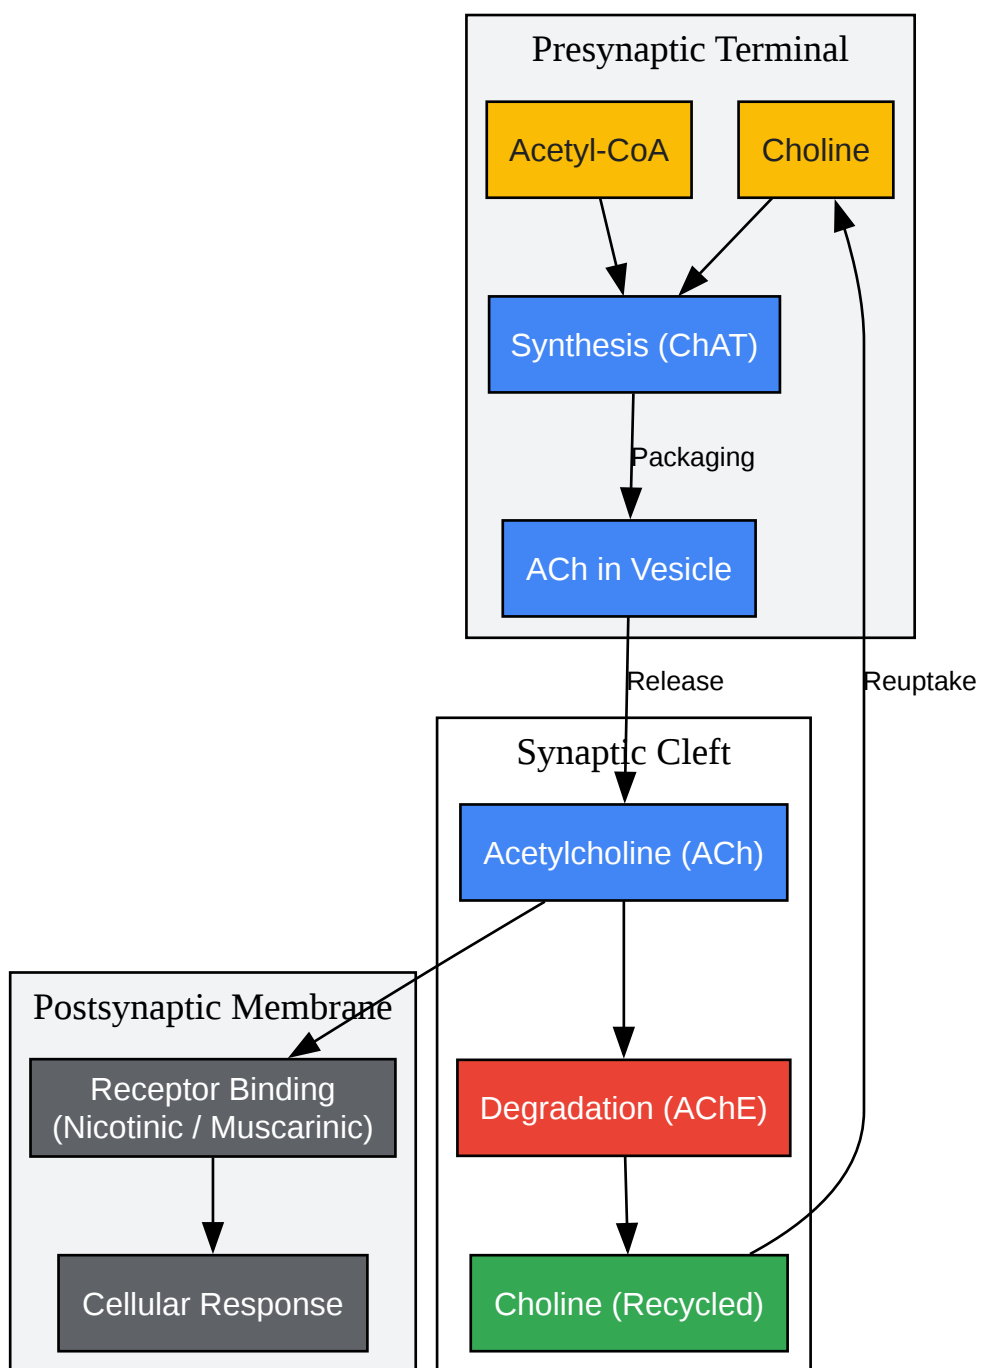 Presynaptic Terminal
Acetyl-CoA
Choline
Synthesis (ChAT)
Packaging
ACh in Vesicle
Release
Reuptake
Synaptic Cleft
Acetylcholine (ACh)
Postsynaptic Membrane
Receptor Binding
(Nicotinic / Muscarinic)
Degradation (AChE)
Cellular Response
Choline (Recycled)